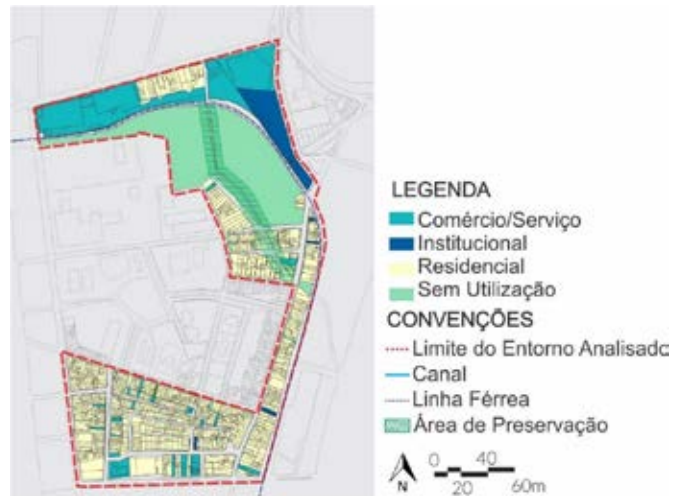 LEGENDA
Comércio/Serviço
Institucional
Residencial
Sem Utilização
CONVENÇÕES
Limite do Entorno Analisado
Canal
Linha Férrea
Área de Preservação
N
0 40
20 60m